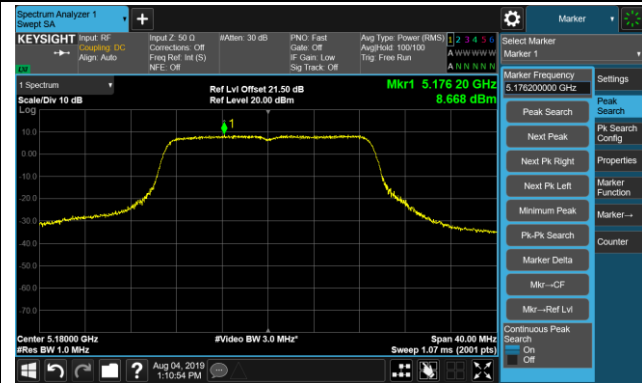 Spectrum Analyzer 1
Swept SA
Marker
KEYSIGHT
Input: RF
Coupling: DC
Align: Auto
Input Z: 50 Ω
Corrections: Off
Freq Ref: Int (S)
NFE: Off
#Atten: 30 dB
PNO: Fast
Gate: Off
IF Gain: Low
Sig Track: Off
Avg Type: Power (RMS)
Avg|Hold: 100/100
Trig: Free Run
1 2 3 4 5 6
A W W W W W
A N N N N N
Select Marker
Marker 1
1 Spectrum
Scale/Div 10 dB
Log
Ref Lvl Offset 21.50 dB
Ref Level 20.00 dBm
Mkr1 5.176 20 GHz
8.668 dBm
1
10.0
0.00
-10.0
-20.0
-30.0
-40.0
-50.0
-60.0
-70.0
Center 5.18000 GHz
#Res BW 1.0 MHz
#Video BW 3.0 MHz*
Span 40.00 MHz
Sweep 1.07 ms (2001 pts)
Marker Frequency
5.176200000 GHz
Peak Search
Next Peak
Next Pk Right
Next Pk Left
Minimum Peak
Pk-Pk Search
Marker Delta
Mkr→CF
Mkr→Ref Lvl
Continuous Peak
Search
On
Off
Settings
Peak
Search
Pk Search
Config
Properties
Marker
Function
Marker→
Counter
Aug 04, 2019
1:10:54 PM